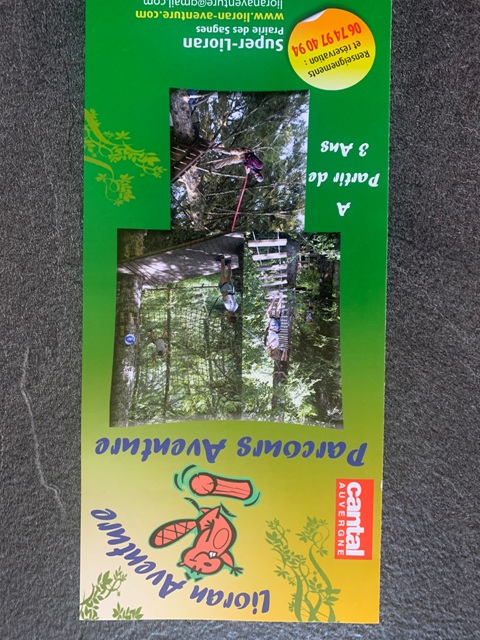 Lioran Aventure
cantal
AUVERGNE
Parcours Aventure
A
Partir de
3 Ans
Renseignements
et réservation :
06 74 97 40 94
Super-Lioran
Prairie des Sagnes
www.lioran-aventure.com
lioranaventure@gmail.com